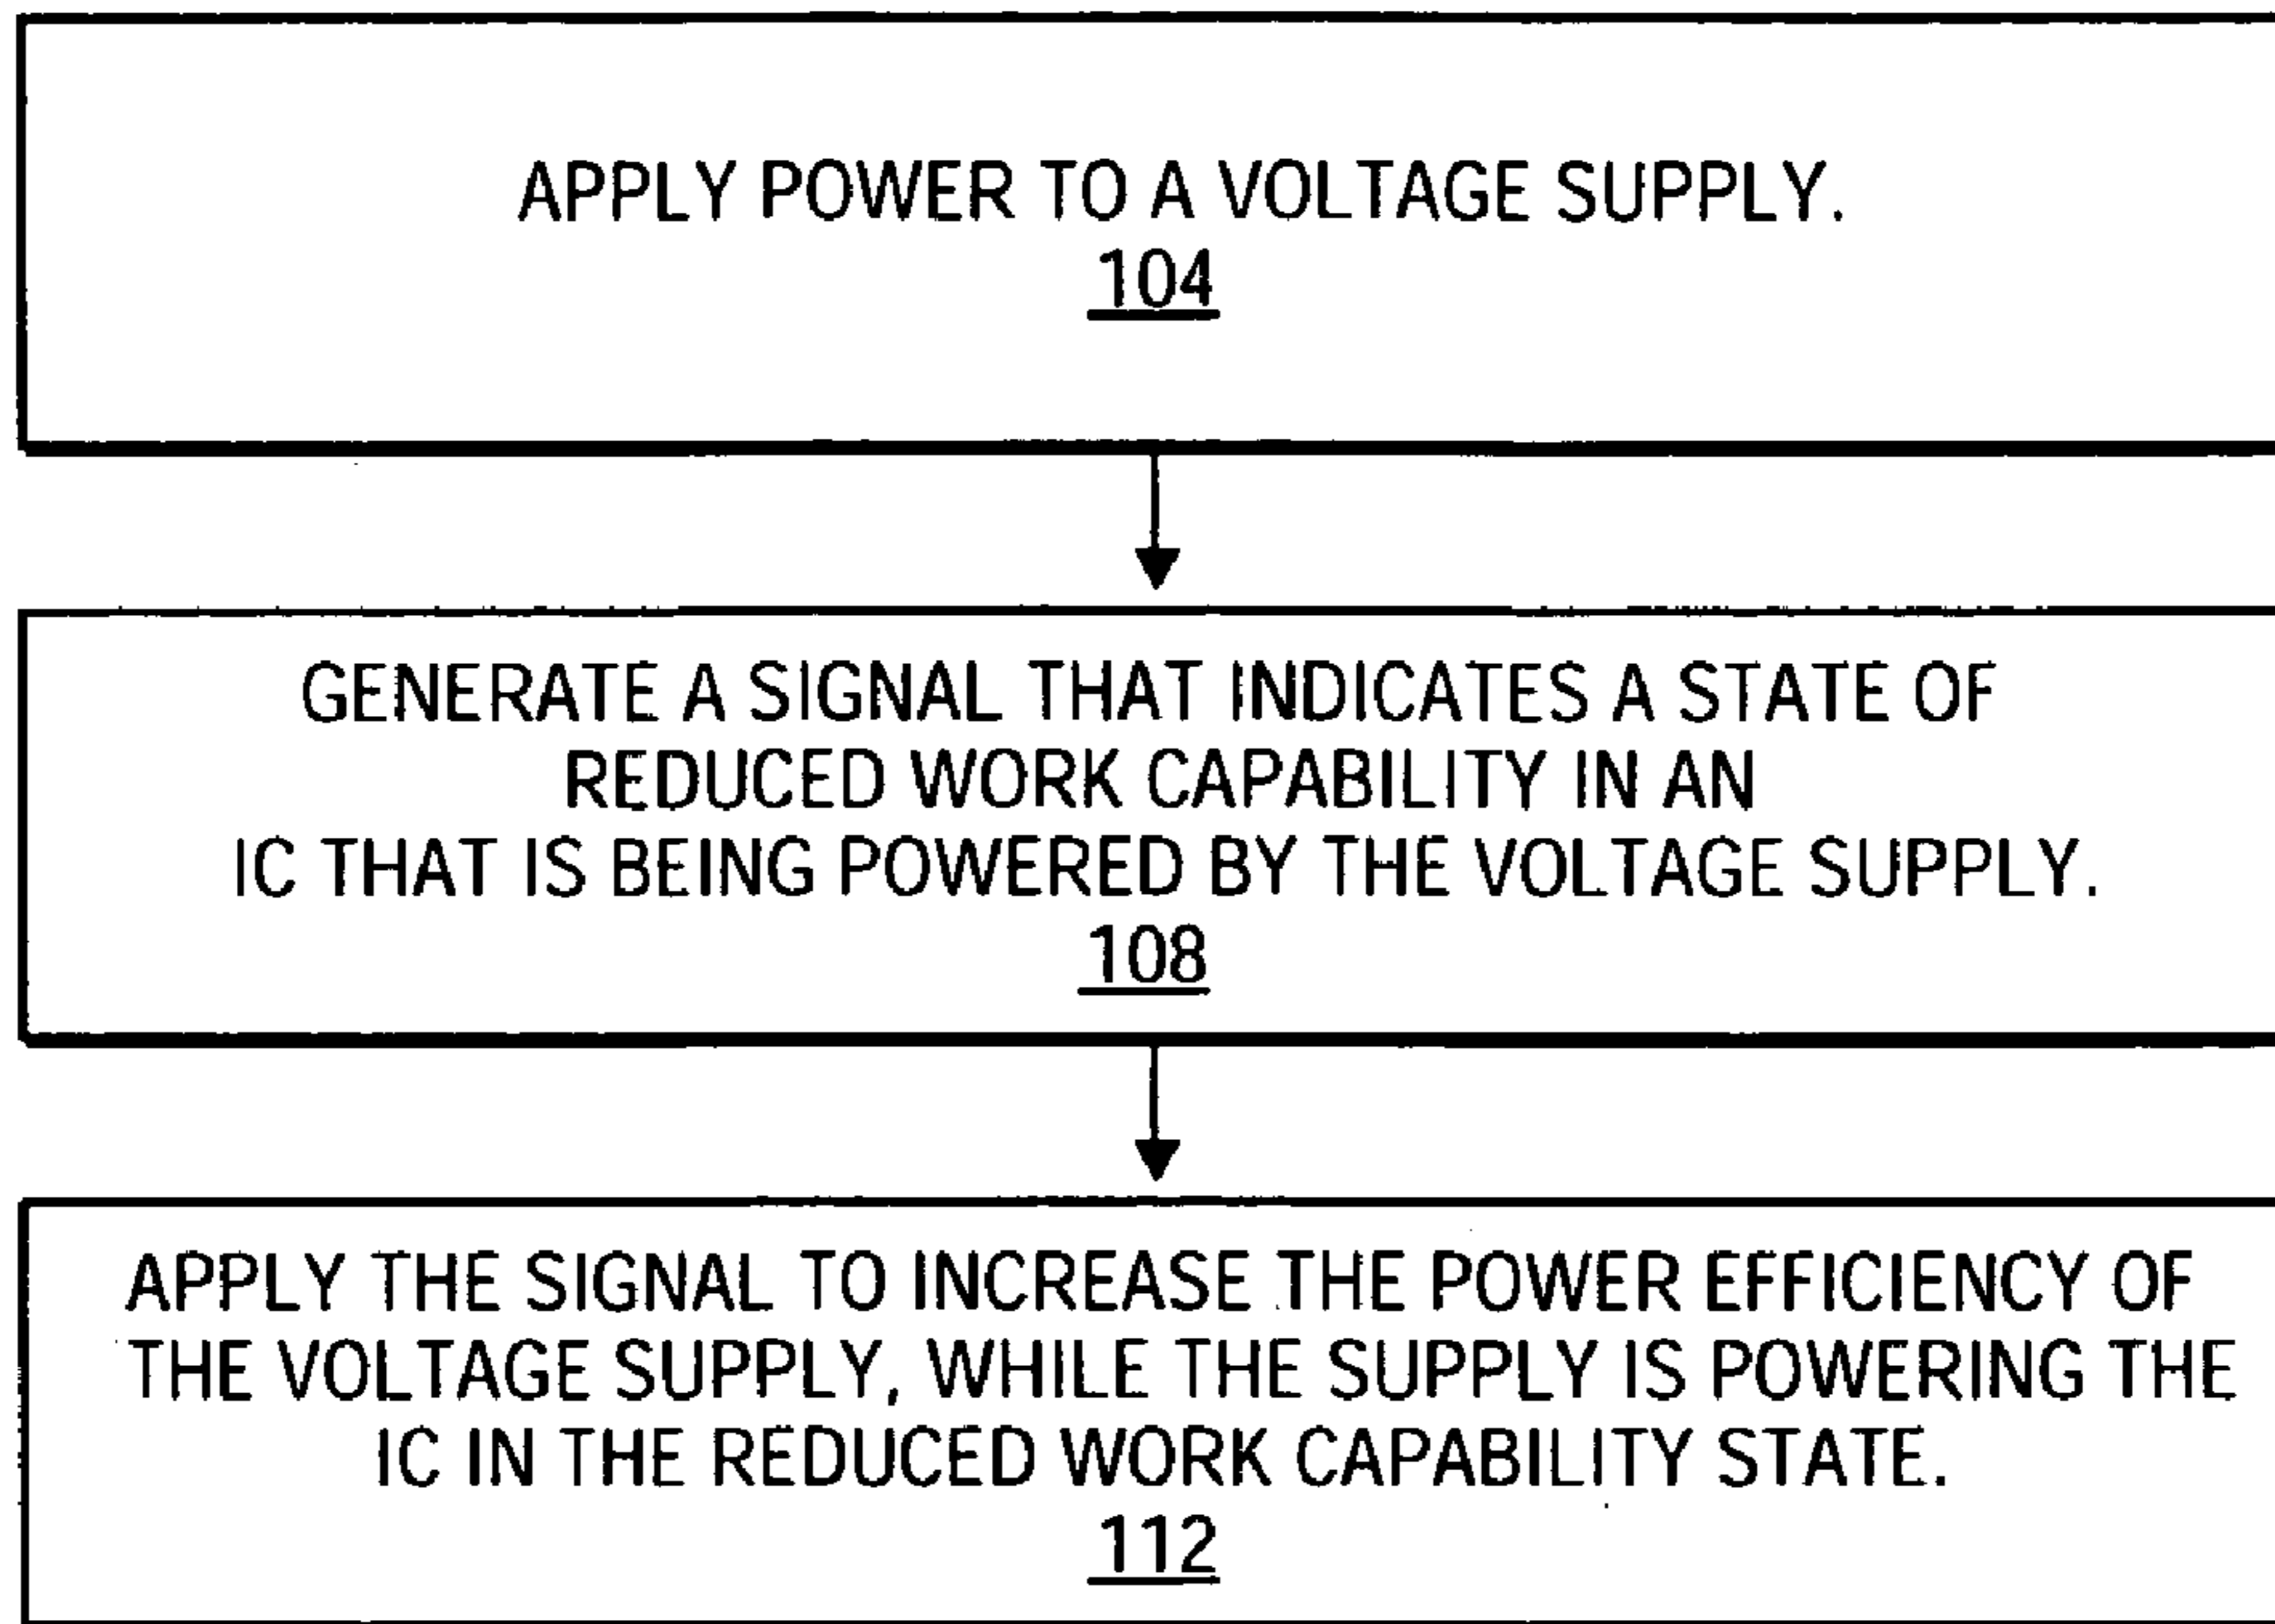 APPLY POWER TO A VOLTAGE SUPPLY.
104
GENERATE A SIGNAL THAT INDICATES A STATE OF
REDUCED WORK CAPABILITY IN AN
IC THAT IS BEING POWERED BY THE VOLTAGE SUPPLY.
108
APPLY THE SIGNAL TO INCREASE THE POWER EFFICIENCY OF
THE VOLTAGE SUPPLY, WHILE THE SUPPLY IS POWERING THE
IC IN THE REDUCED WORK CAPABILITY STATE.
112